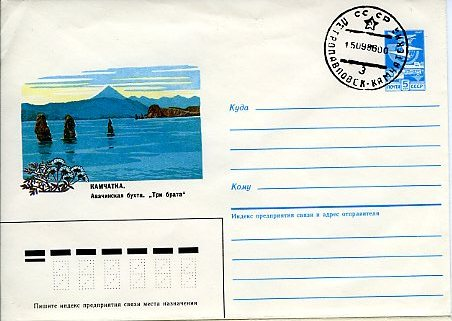 СССР
ПЕТРОПАВЛОВСК-КАМЧАТСКИЙ
15098600
3
ПОЧТА 5 СССР
Куда
КАМЧАТКА.
Авачинская бухта. „Три брата“
Кому
Индекс предприятия связи и адрес отправителя
Пишите индекс предприятия связи места назначения